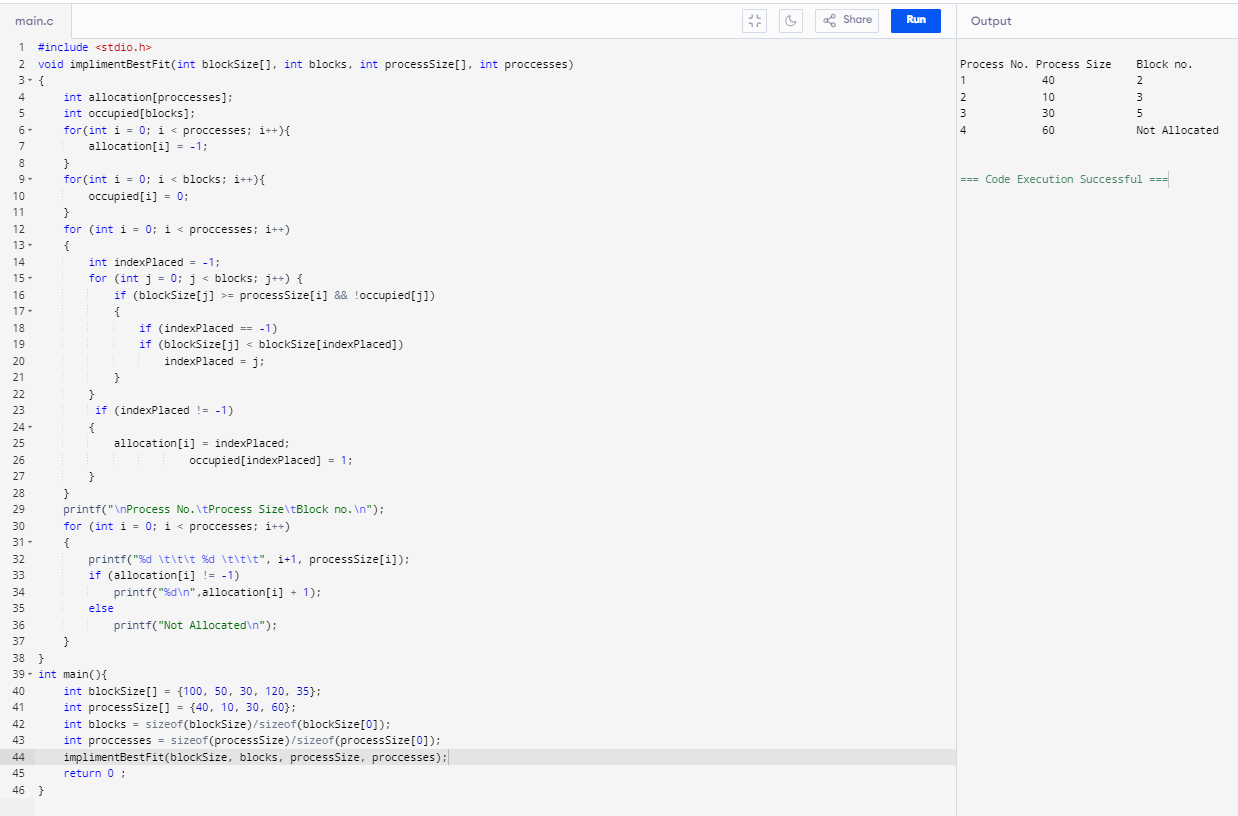 main.c
Share
Run
Output
1 #include <stdio.h>
2 void implimentBestFit(int blockSize[], int blocks, int processSize[], int proccesses)
3 {
4     int allocation[proccesses];
5     int occupied[blocks];
6     for(int i = 0; i < proccesses; i++){
7         allocation[i] = -1;
8     }
9     for(int i = 0; i < blocks; i++){
10         occupied[i] = 0;
11     }
12     for (int i = 0; i < proccesses; i++)
13     {
14         int indexPlaced = -1;
15         for (int j = 0; j < blocks; j++) {
16             if (blockSize[j] >= processSize[i] && !occupied[j])
17             {
18                 if (indexPlaced == -1)
19                 if (blockSize[j] < blockSize[indexPlaced])
20                     indexPlaced = j;
21             }
22         }
23          if (indexPlaced != -1)
24         {
25             allocation[i] = indexPlaced;
26                         occupied[indexPlaced] = 1;
27         }
28     }
29     printf("\nProcess No.\tProcess Size\tBlock no.\n");
30     for (int i = 0; i < proccesses; i++)
31     {
32         printf("%d \t\t\t %d \t\t\t", i+1, processSize[i]);
33         if (allocation[i] != -1)
34             printf("%d\n",allocation[i] + 1);
35         else
36             printf("Not Allocated\n");
37     }
38 }
39 int main(){
40     int blockSize[] = {100, 50, 30, 120, 35};
41     int processSize[] = {40, 10, 30, 60};
42     int blocks = sizeof(blockSize)/sizeof(blockSize[0]);
43     int proccesses = sizeof(processSize)/sizeof(processSize[0]);
44     implimentBestFit(blockSize, blocks, processSize, proccesses);
45     return 0 ;
46 }
Process No. Process Size    Block no.
1            40             2
2            10             3
3            30             5
4            60             Not Allocated
=== Code Execution Successful ===